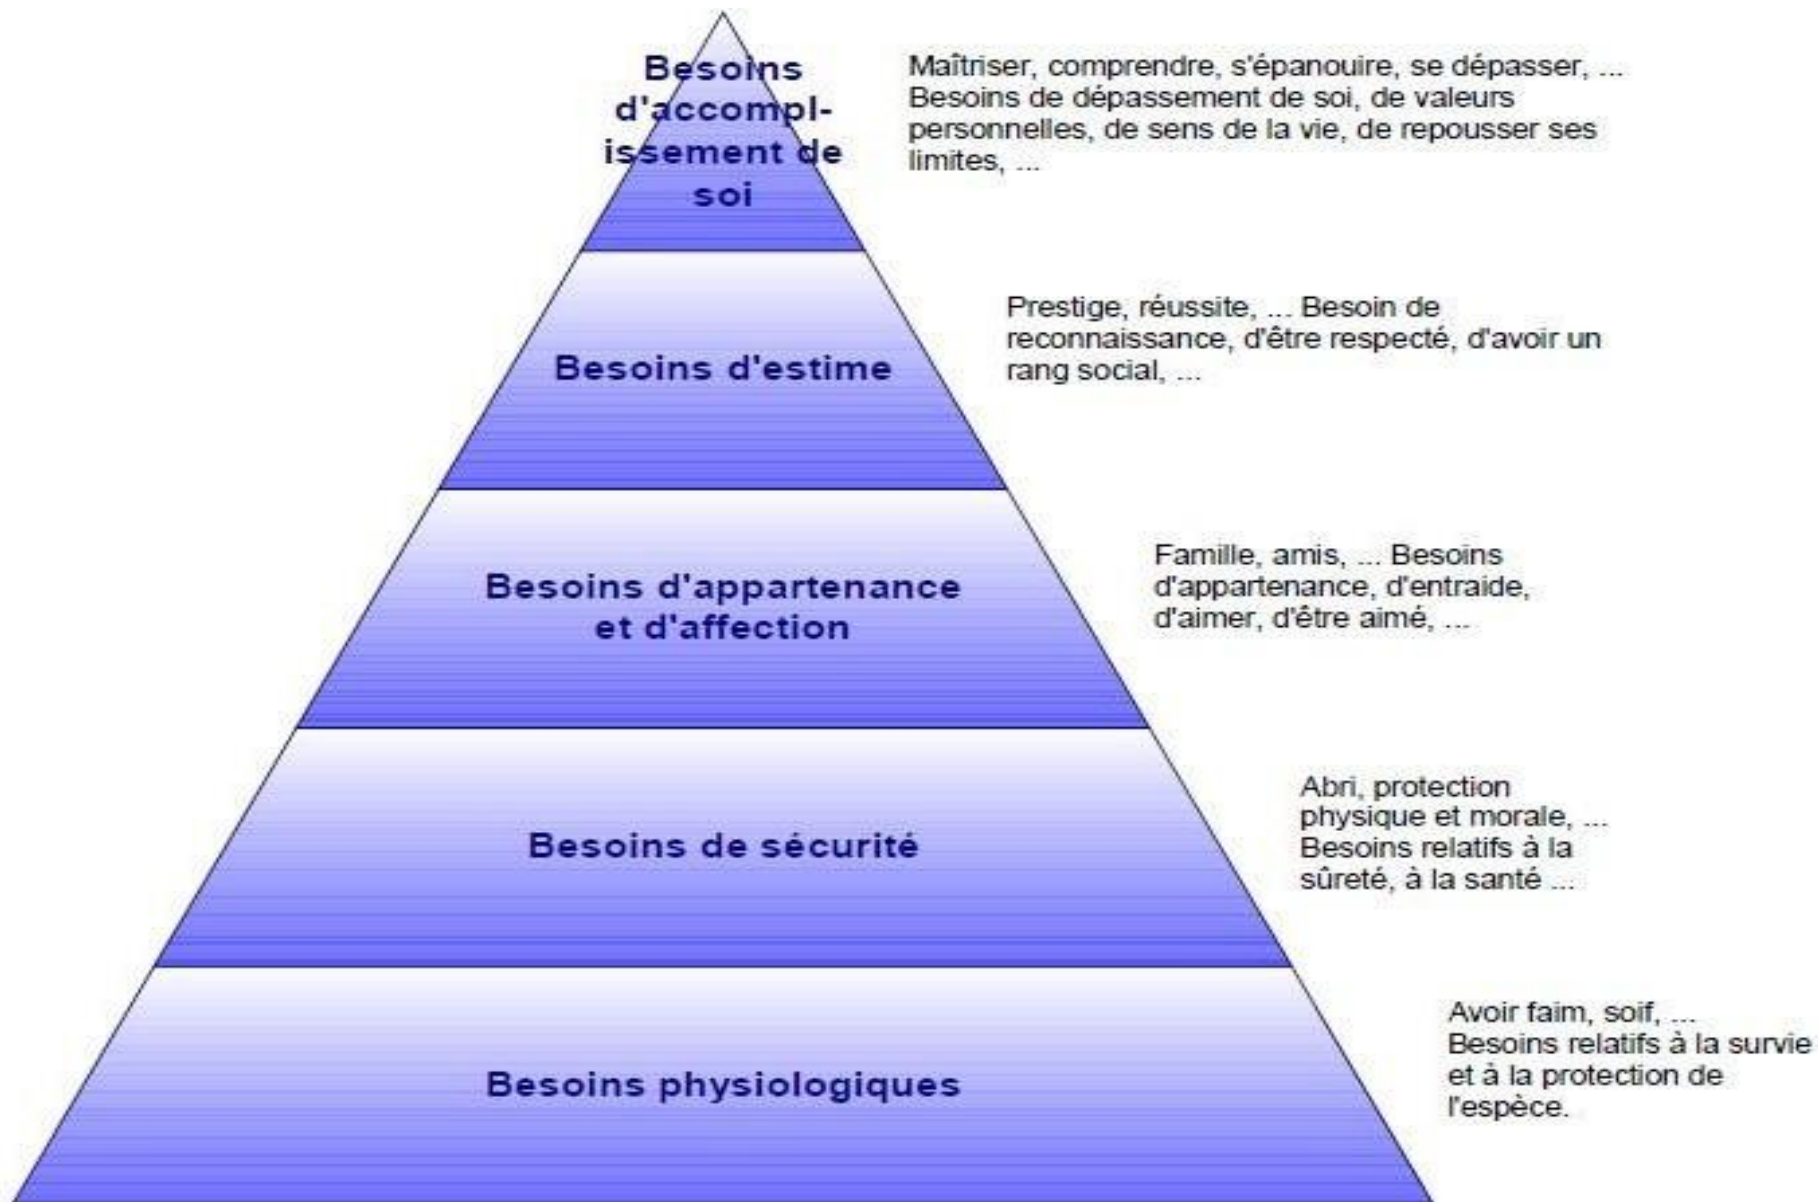 Besoins
d'accompl-
issement de
soi
Maîtriser, comprendre, s'épanouire, se dépasser, ...
Besoins de dépassement de soi, de valeurs
personnelles, de sens de la vie, de repousser ses
limites, ...
Besoins d'estime
Prestige, réussite, ... Besoin de
reconnaissance, d'être respecté, d'avoir un
rang social, ...
Besoins d'appartenance
et d'affection
Famille, amis, ... Besoins
d'appartenance, d'entraide,
d'aimer, d'être aimé, ...
Besoins de sécurité
Abri, protection
physique et morale, ...
Besoins relatifs à la
sûreté, à la santé ...
Besoins physiologiques
Avoir faim, soif, ...
Besoins relatifs à la survie
et à la protection de
l'espèce.